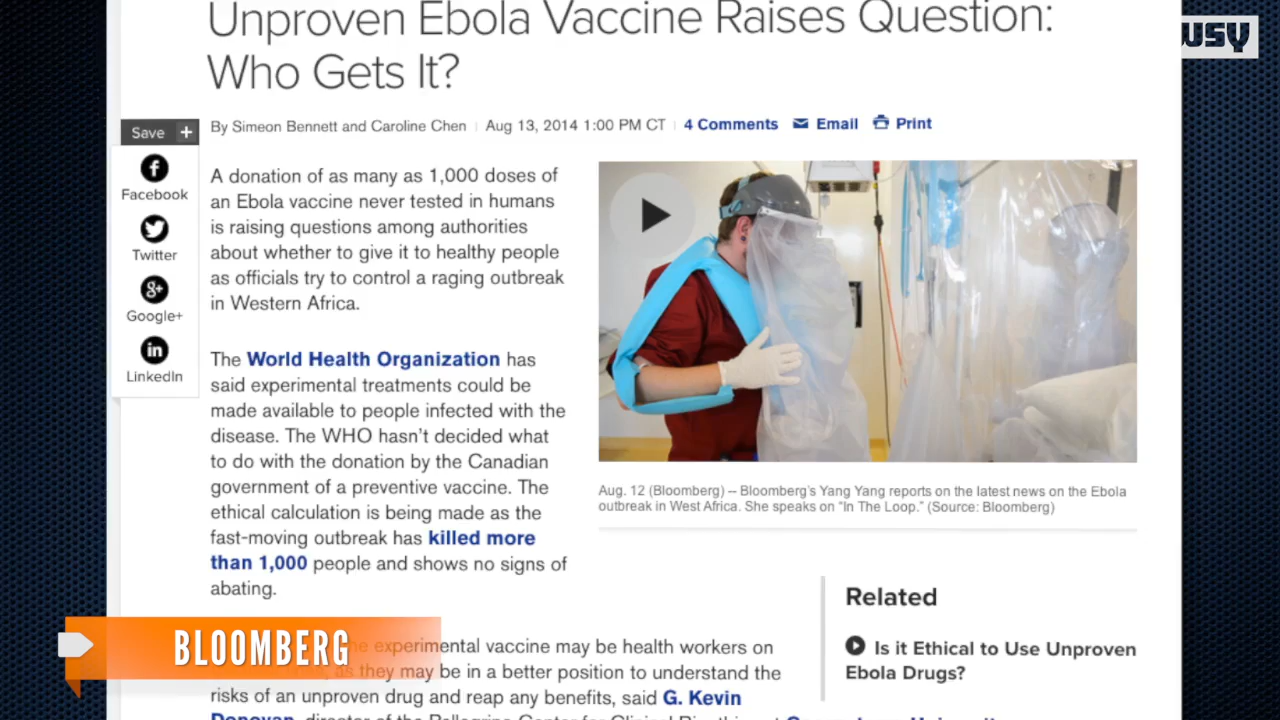 Unproven Ebola Vaccine Raises Question:
Who Gets It?
Save +
By Simeon Bennett and Caroline Chen Aug 13, 2014 1:00 PM CT 4 Comments Email Print
Facebook
Twitter
Google+
LinkedIn
A donation of as many as 1,000 doses of
an Ebola vaccine never tested in humans
is raising questions among authorities
about whether to give it to healthy people
as officials try to control a raging outbreak
in Western Africa.
The World Health Organization has
said experimental treatments could be
made available to people infected with the
disease. The WHO hasn't decided what
to do with the donation by the Canadian
government of a preventive vaccine. The
ethical calculation is being made as the
fast-moving outbreak has killed more
than 1,000 people and shows no signs of
abating.
Aug. 12 (Bloomberg) -- Bloomberg's Yang Yang reports on the latest news on the Ebola
outbreak in West Africa. She speaks on "In The Loop." (Source: Bloomberg)
Related
Is it Ethical to Use Unproven
Ebola Drugs?
experimental vaccine may be health workers on
as they may be in a better position to understand the
risks of an unproven drug and reap any benefits, said G. Kevin
BLOOMBERG